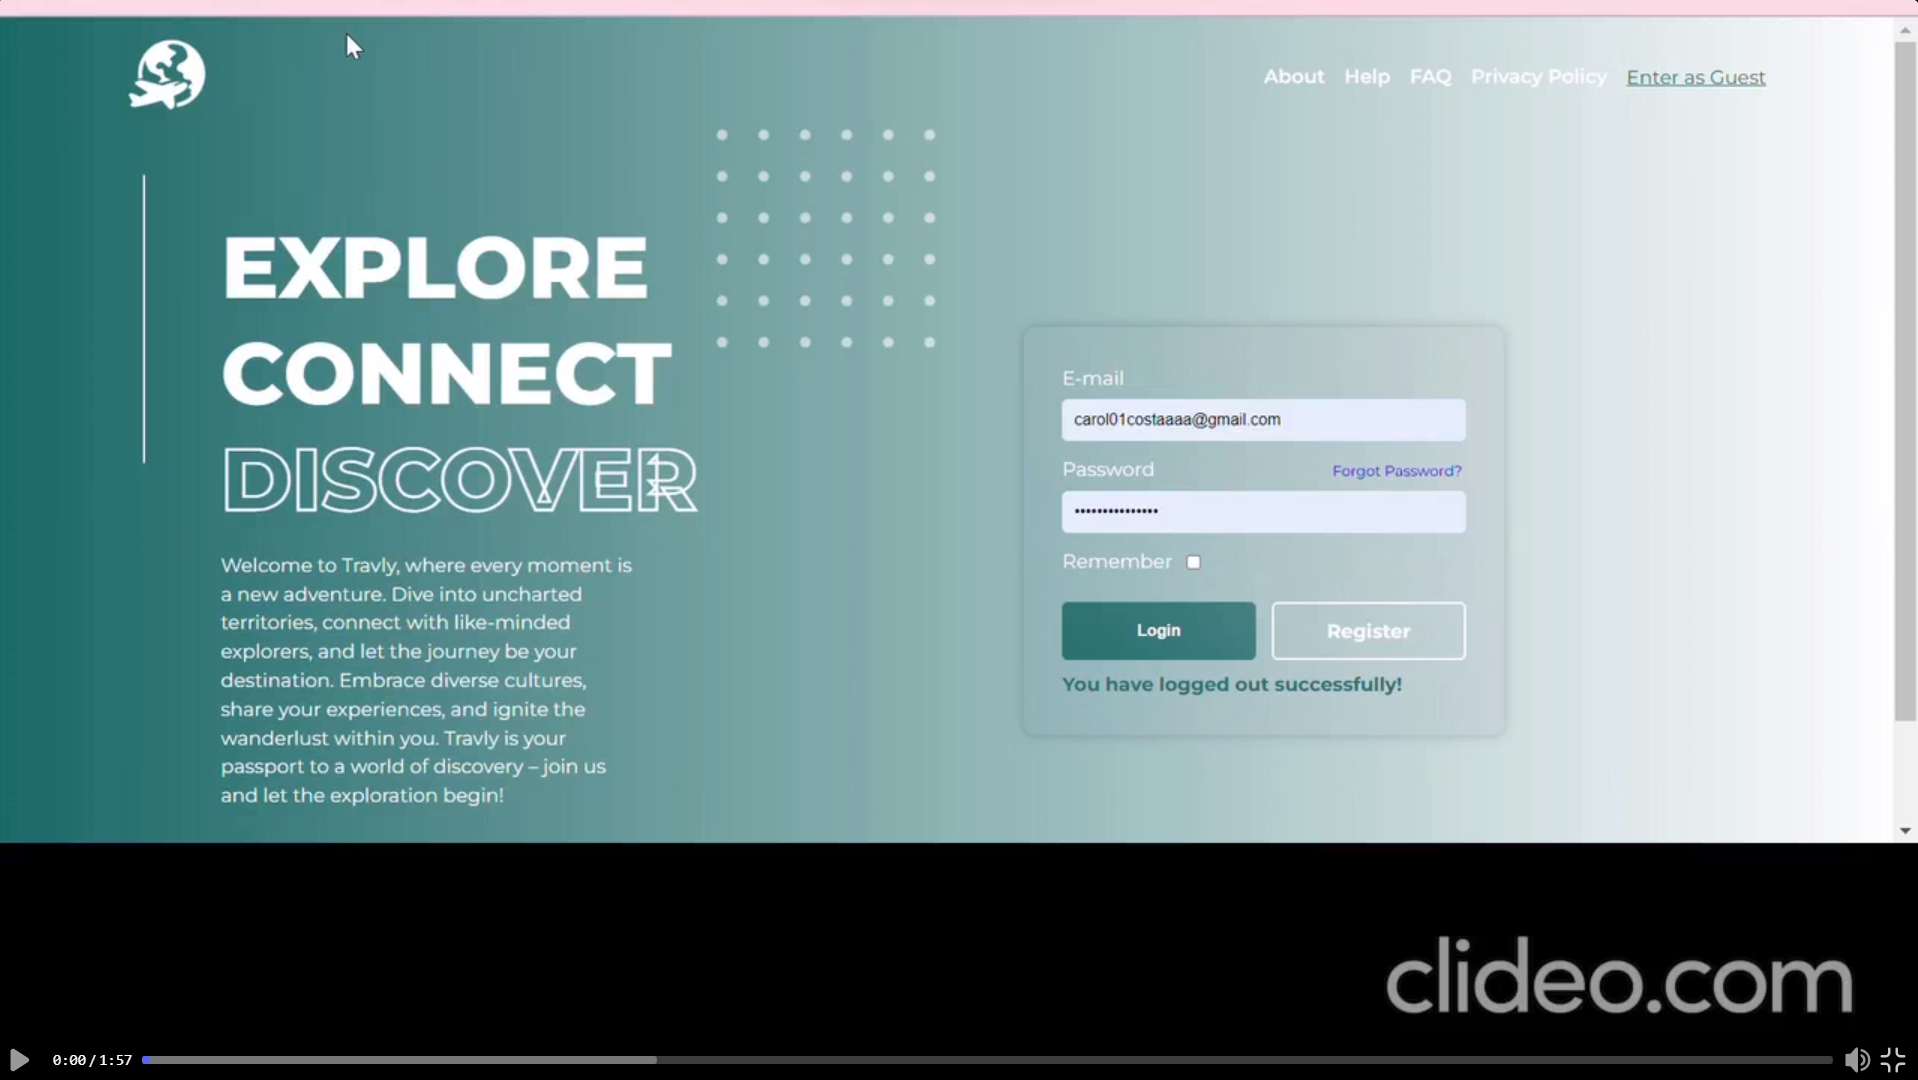 About Help FAQ Privacy Policy Enter as Guest
EXPLORE
CONNECT
DISCOVER
Welcome to Travly, where every moment is
a new adventure. Dive into uncharted
territories, connect with like-minded
explorers, and let the journey be your
destination. Embrace diverse cultures,
share your experiences, and ignite the
wanderlust within you. Travly is your
passport to a world of discovery – join us
and let the exploration begin!
E-mail
carol01costaaaa@gmail.com
Password Forgot Password?
•••••••••••••••
Remember
Login Register
You have logged out successfully!
clideo.com
0:00 / 1:57